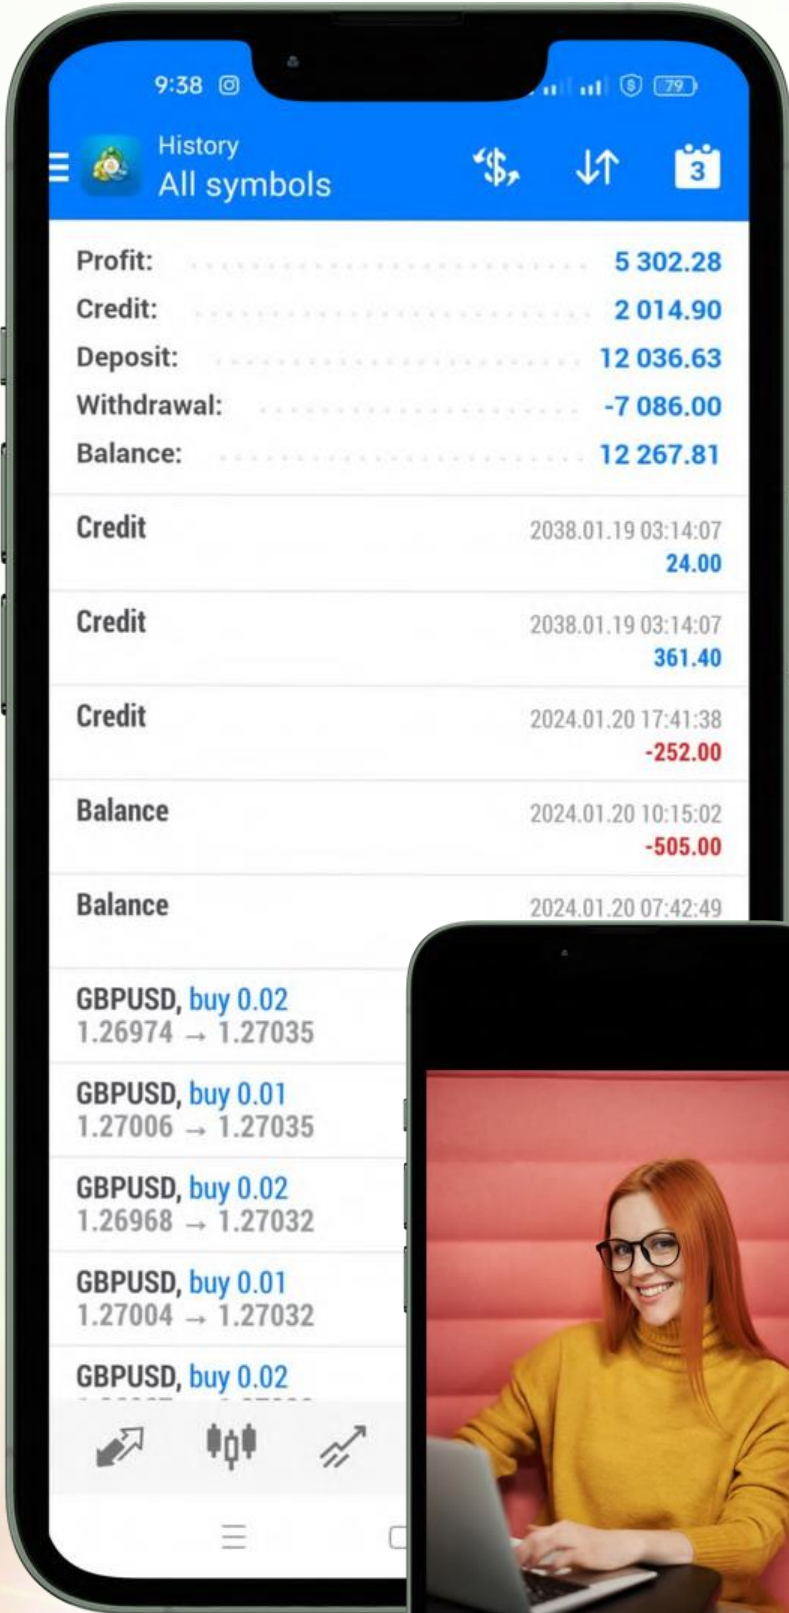 9:38
79
History
All symbols
3
Profit: 5 302.28
Credit: 2 014.90
Deposit: 12 036.63
Withdrawal: -7 086.00
Balance: 12 267.81
Credit 2038.01.19 03:14:07
24.00
Credit 2038.01.19 03:14:07
361.40
Credit 2024.01.20 17:41:38
-252.00
Balance 2024.01.20 10:15:02
-505.00
Balance 2024.01.20 07:42:49
GBPUSD, buy 0.02
1.26974 → 1.27035
GBPUSD, buy 0.01
1.27006 → 1.27035
GBPUSD, buy 0.02
1.26968 → 1.27032
GBPUSD, buy 0.01
1.27004 → 1.27032
GBPUSD, buy 0.02